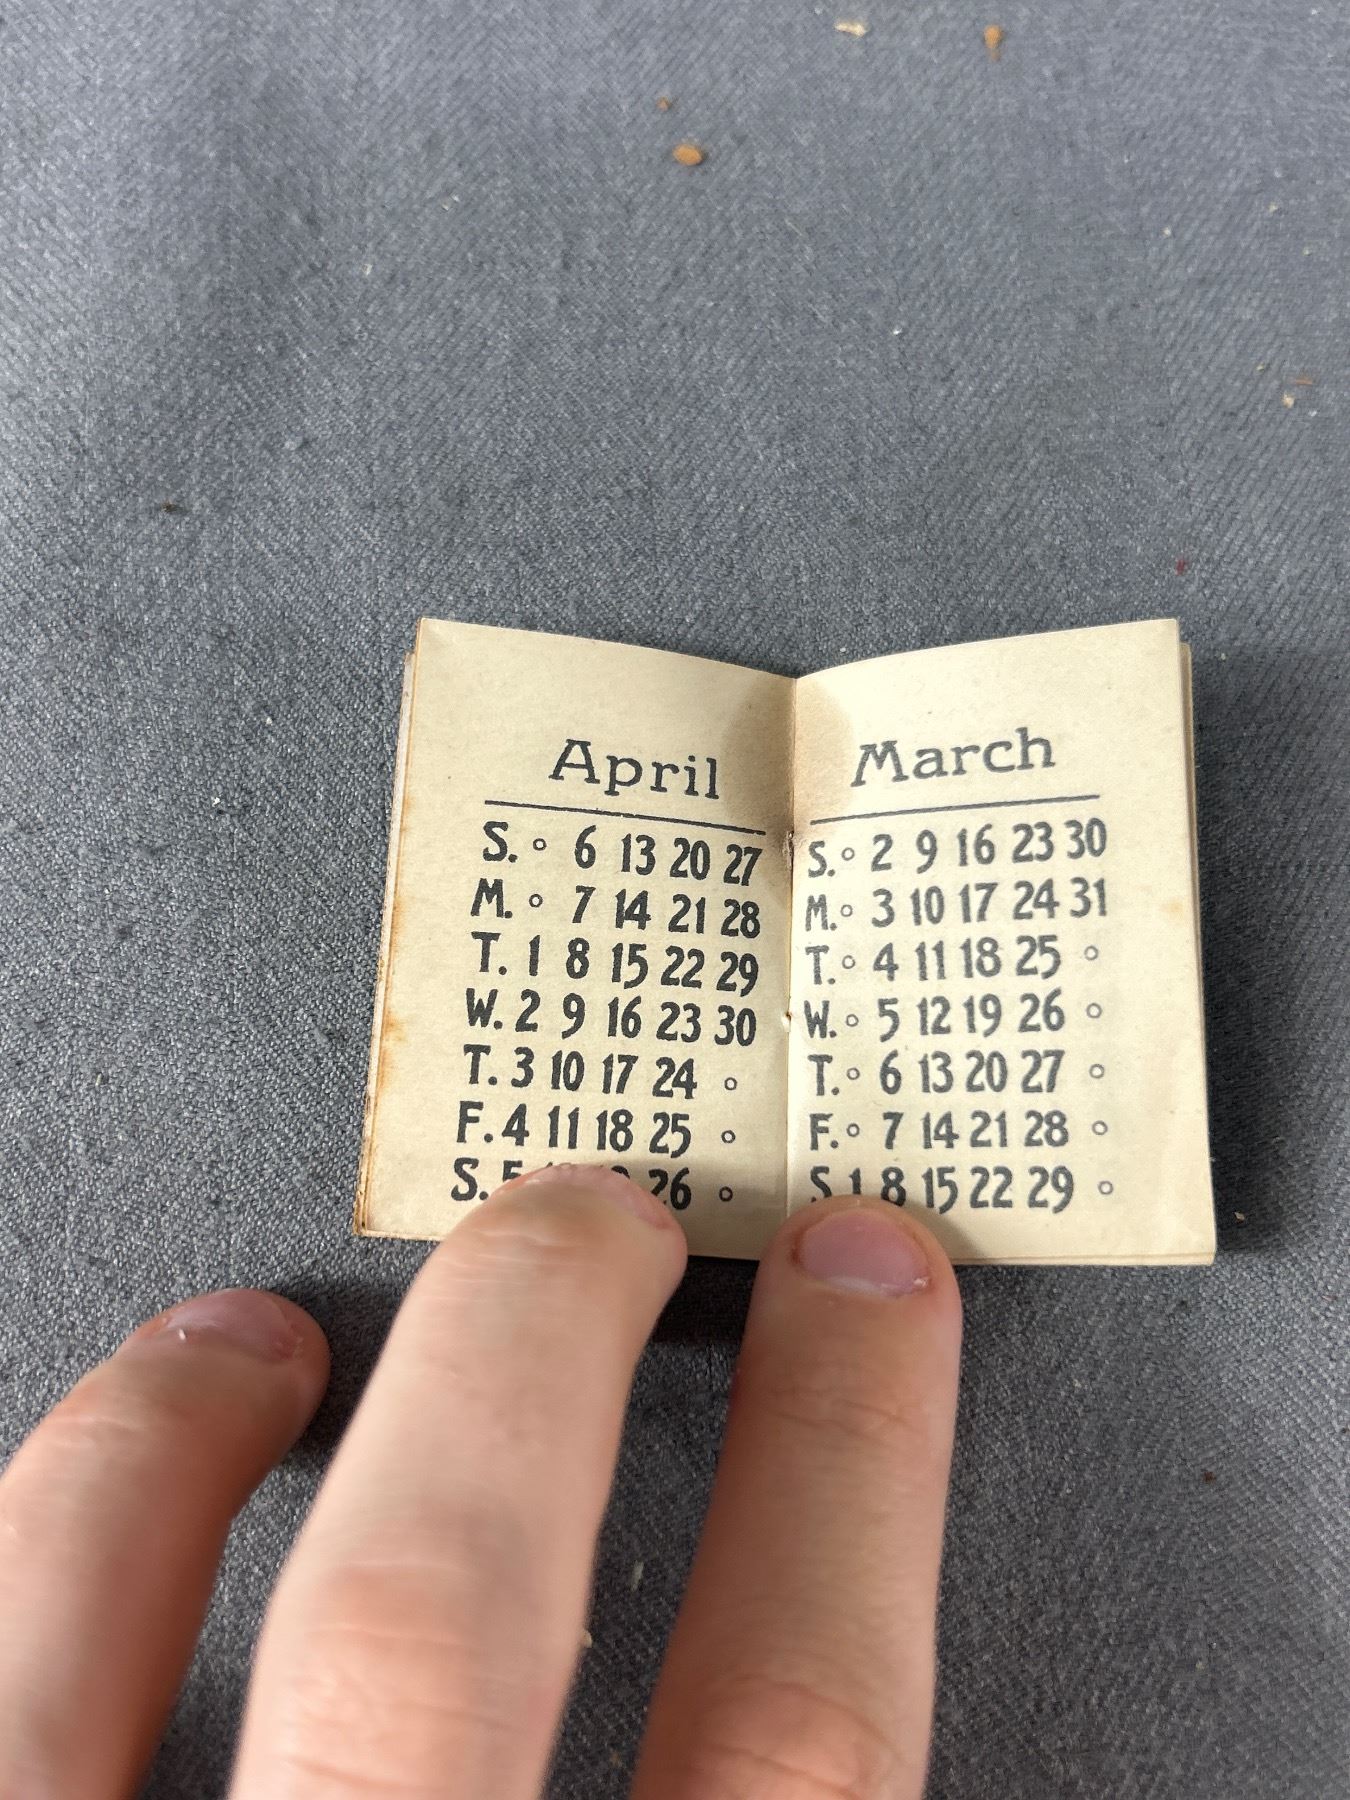 April
S. ° 6 13 20 27
M. ° 7 14 21 28
T. 1 8 15 22 29
W. 2 9 16 23 30
T. 3 10 17 24 °
F. 4 11 18 25 °
S. 26 °
March
S. ° 2 9 16 23 30
M. ° 3 10 17 24 31
T. ° 4 11 18 25 °
W. ° 5 12 19 26 °
T. ° 6 13 20 27 °
F. ° 7 14 21 28 °
S 1 8 15 22 29 °